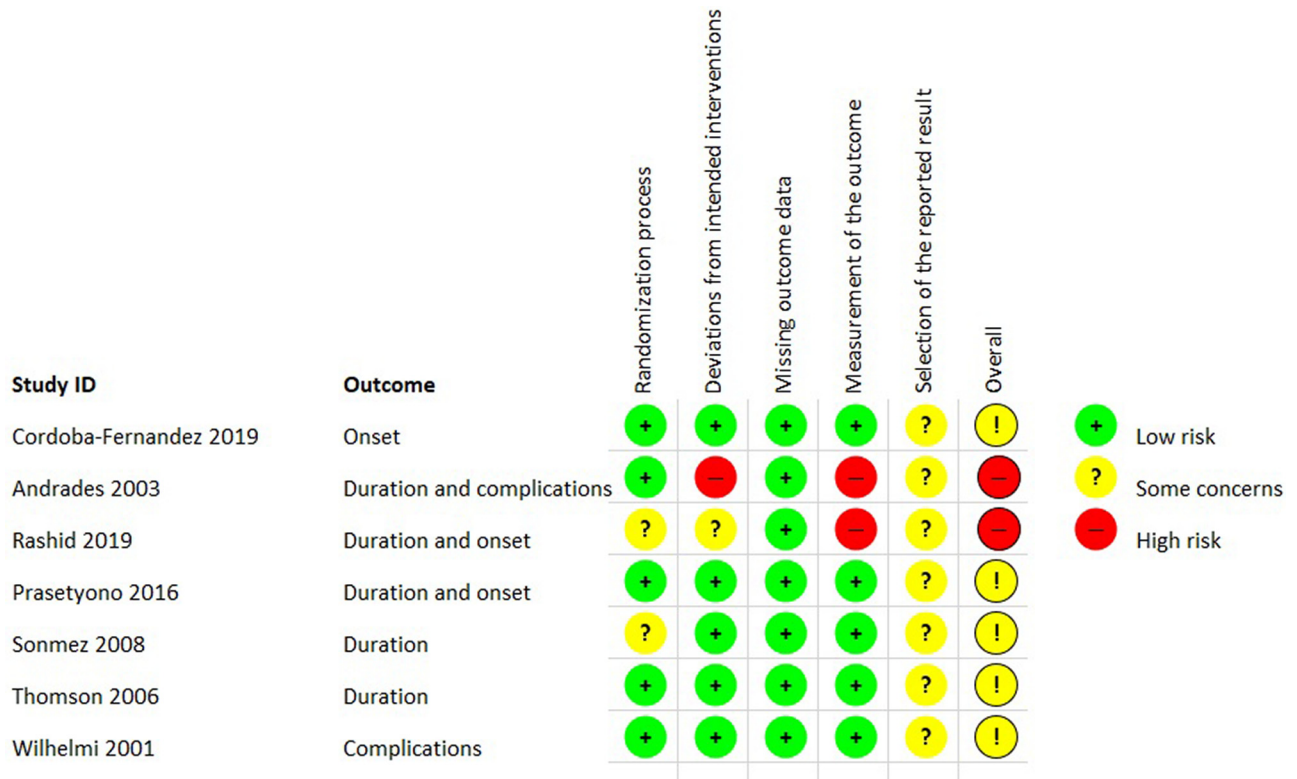 Randomization process
Deviations from intended interventions
Missing outcome data
Measurement of the outcome
Selection of the reported result
Overall
Study ID Outcome
Cordoba-Fernandez 2019 Onset + + + + ? !
Andrades 2003 Duration and complications + − + − ? −
Rashid 2019 Duration and onset ? ? + − ? −
Prasetyono 2016 Duration and onset + + + + ? !
Sonmez 2008 Duration ? + + + ? !
Thomson 2006 Duration + + + + ? !
Wilhelmi 2001 Complications + + + + ? !
+ Low risk
? Some concerns
− High risk